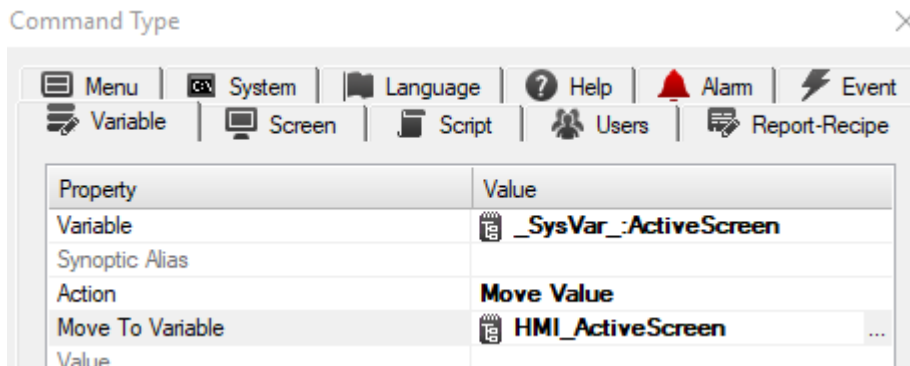 Command Type
Menu System Language Help Alarm Event
Variable Screen Script Users Report-Recipe
Property Value
Variable _SysVar_:ActiveScreen
Synoptic Alias
Action Move Value
Move To Variable HMI_ActiveScreen ...
Value